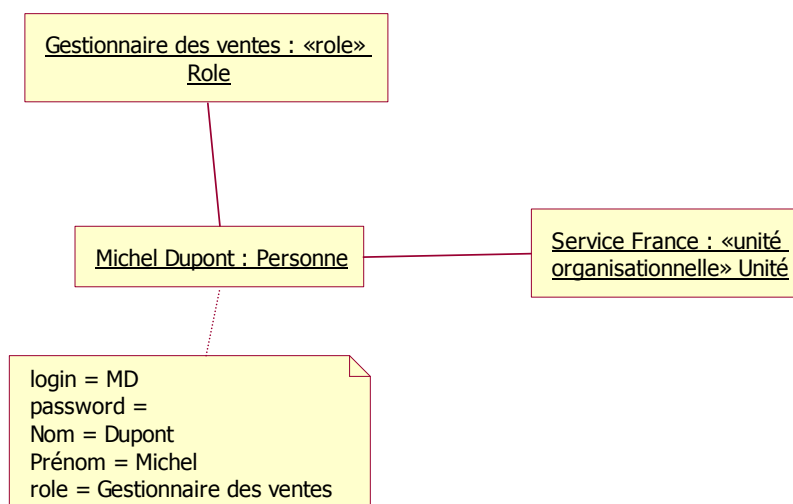 Gestionnaire des ventes : «role»
Role
Michel Dupont : Personne
Service France : «unité
organisationnelle» Unité
login = MD
password =
Nom = Dupont
Prénom = Michel
role = Gestionnaire des ventes